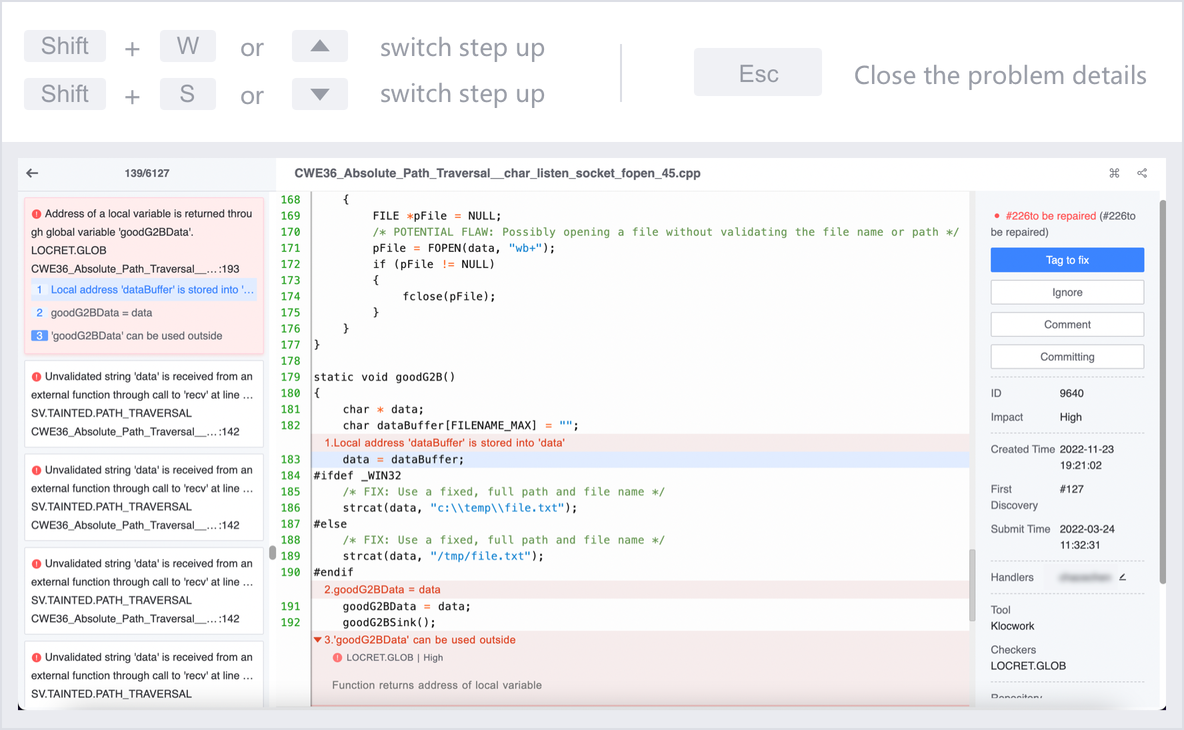 Shift + W or ▲ switch step up
Shift + S or ▼ switch step up
Esc Close the problem details
139/6127
CWE36_Absolute_Path_Traversal__char_listen_socket_fopen_45.cpp
Address of a local variable is returned throu
gh global variable 'goodG2BData'.
LOCRET.GLOB
CWE36_Absolute_Path_Traversal__...:193
1 Local address 'dataBuffer' is stored into '...
2 goodG2BData = data
3 'goodG2BData' can be used outside
Unvalidated string 'data' is received from an
external function through call to 'recv' at line ...
SV.TAINTED.PATH_TRAVERSAL
CWE36_Absolute_Path_Traversal__...:142
Unvalidated string 'data' is received from an
external function through call to 'recv' at line ...
SV.TAINTED.PATH_TRAVERSAL
CWE36_Absolute_Path_Traversal__...:142
Unvalidated string 'data' is received from an
external function through call to 'recv' at line ...
SV.TAINTED.PATH_TRAVERSAL
CWE36_Absolute_Path_Traversal__...:142
Unvalidated string 'data' is received from an
external function through call to 'recv' at line ...
SV.TAINTED.PATH_TRAVERSAL
168 {
169 FILE *pFile = NULL;
170 /* POTENTIAL FLAW: Possibly opening a file without validating the file name or path */
171 pFile = FOPEN(data, "wb+");
172 if (pFile != NULL)
173 {
174 fclose(pFile);
175 }
176 }
177 }
178
179 static void goodG2B()
180 {
181 char * data;
182 char dataBuffer[FILENAME_MAX] = "";
1.Local address 'dataBuffer' is stored into 'data'
183 data = dataBuffer;
184 #ifdef _WIN32
185 /* FIX: Use a fixed, full path and file name */
186 strcat(data, "c:\\temp\\file.txt");
187 #else
188 /* FIX: Use a fixed, full path and file name */
189 strcat(data, "/tmp/file.txt");
190 #endif
2.goodG2BData = data
191 goodG2BData = data;
192 goodG2BSink();
3.'goodG2BData' can be used outside
LOCRET.GLOB | High
Function returns address of local variable
#226to be repaired (#226to
be repaired)
Tag to fix
Ignore
Comment
Committing
ID 9640
Impact High
Created Time 2022-11-23
19:21:02
First #127
Discovery
Submit Time 2022-03-24
11:32:31
Handlers
Tool
Klocwork
Checkers
LOCRET.GLOB
Repository